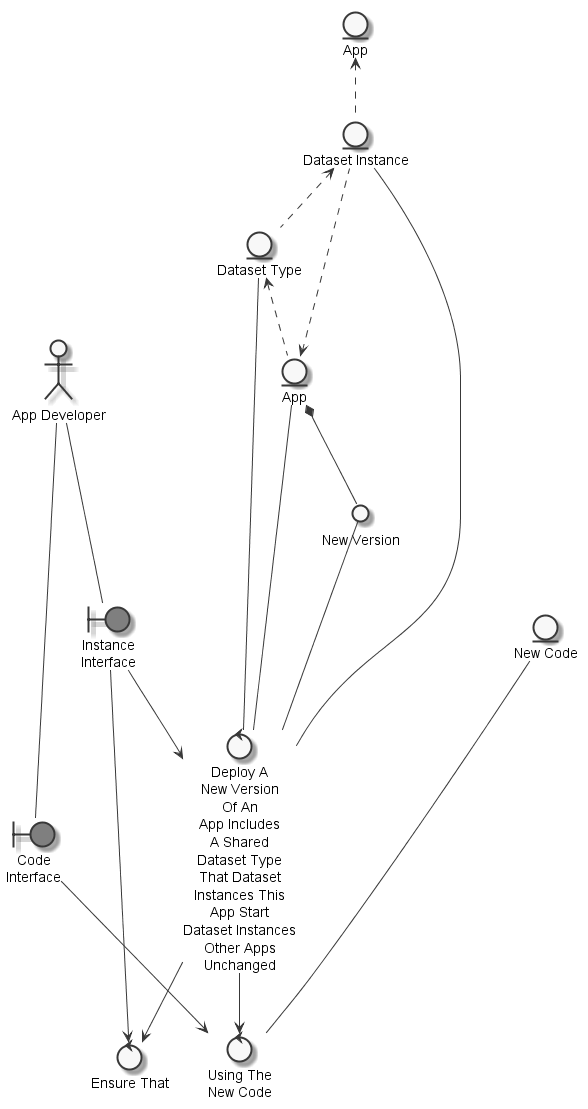 App
Dataset Instance
Dataset Type
App Developer
App
New Version
Instance
Interface
New Code
Deploy A
New Version
Of An
App Includes
A Shared
Dataset Type
That Dataset
Instances This
App Start
Dataset Instances
Other Apps
Unchanged
Code
Interface
Ensure That
Using The
New Code